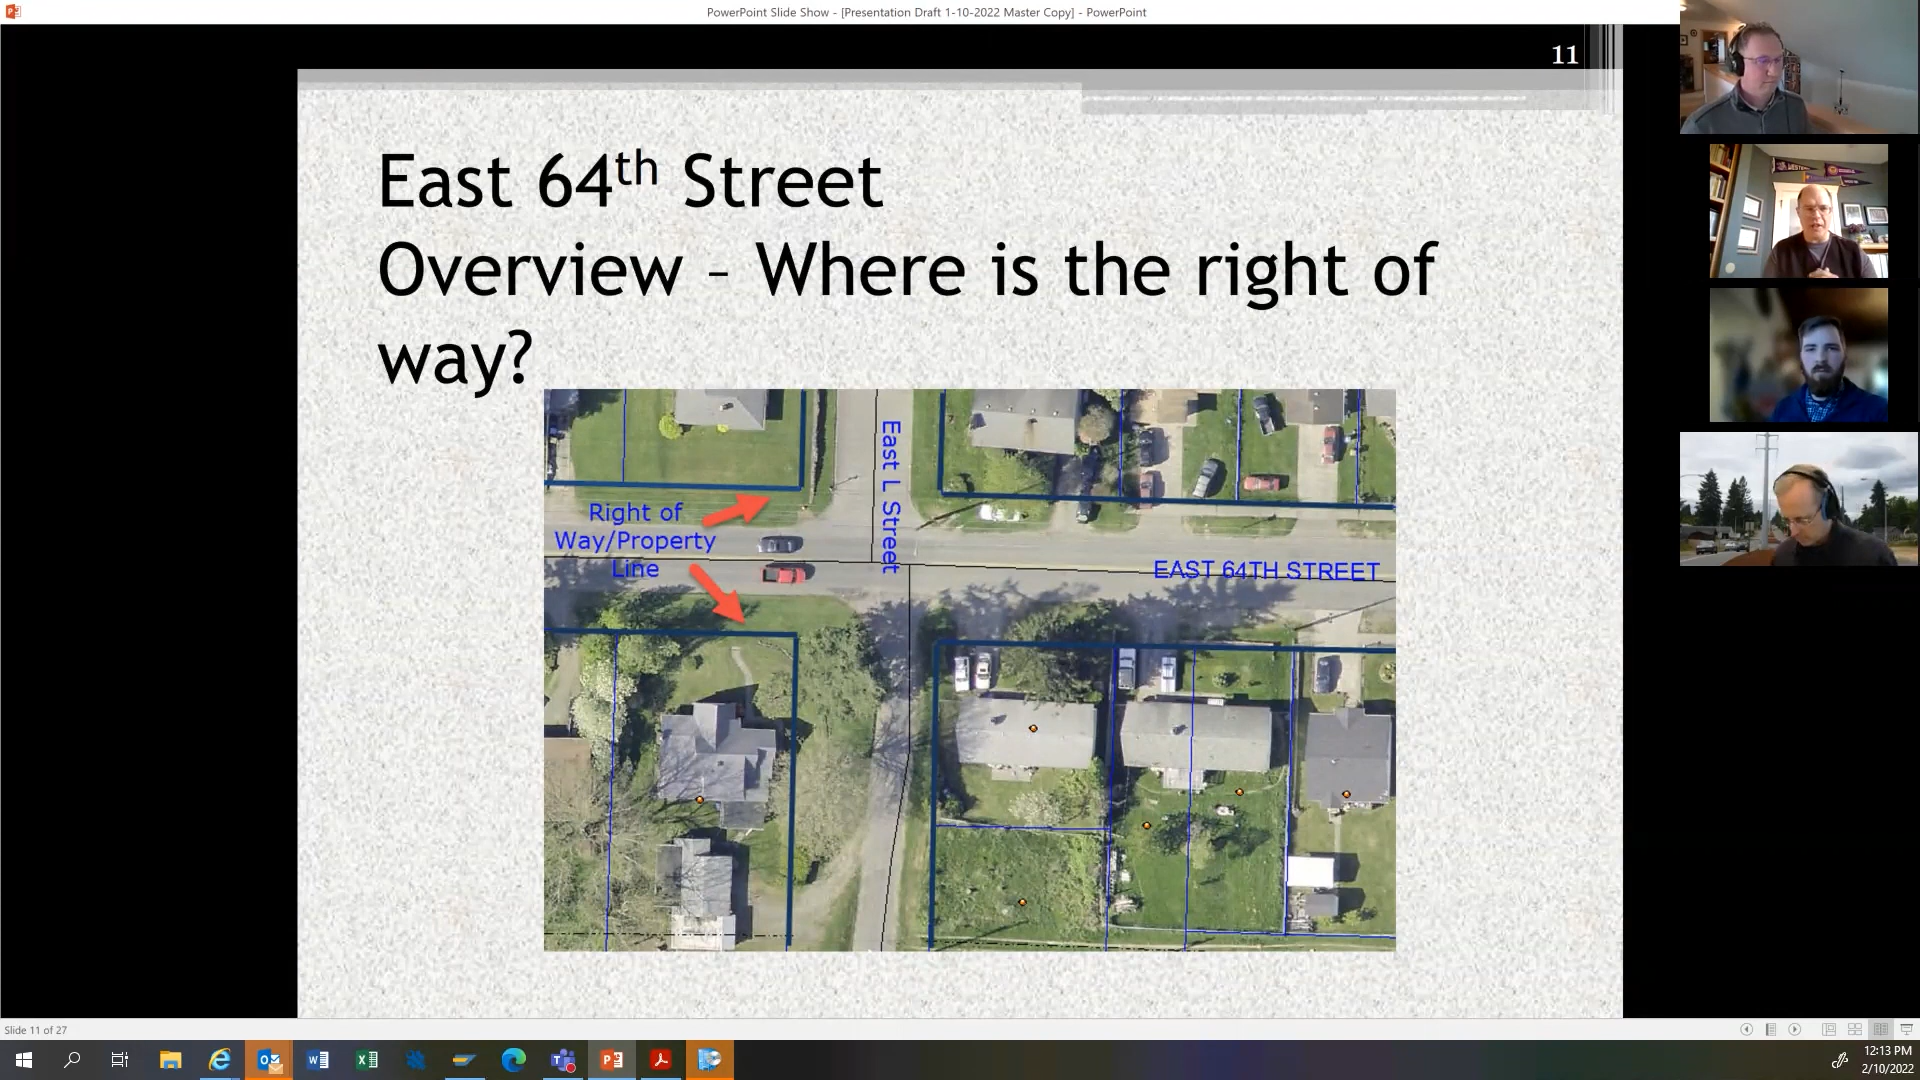 PowerPoint Slide Show - [Presentation Draft 1-10-2022 Master Copy] - PowerPoint
11
East 64th Street
Overview – Where is the right of
way?
East L Street
Right of
Way/Property
Line
EAST 64TH STREET
Slide 11 of 27
12:13 PM
2/10/2022